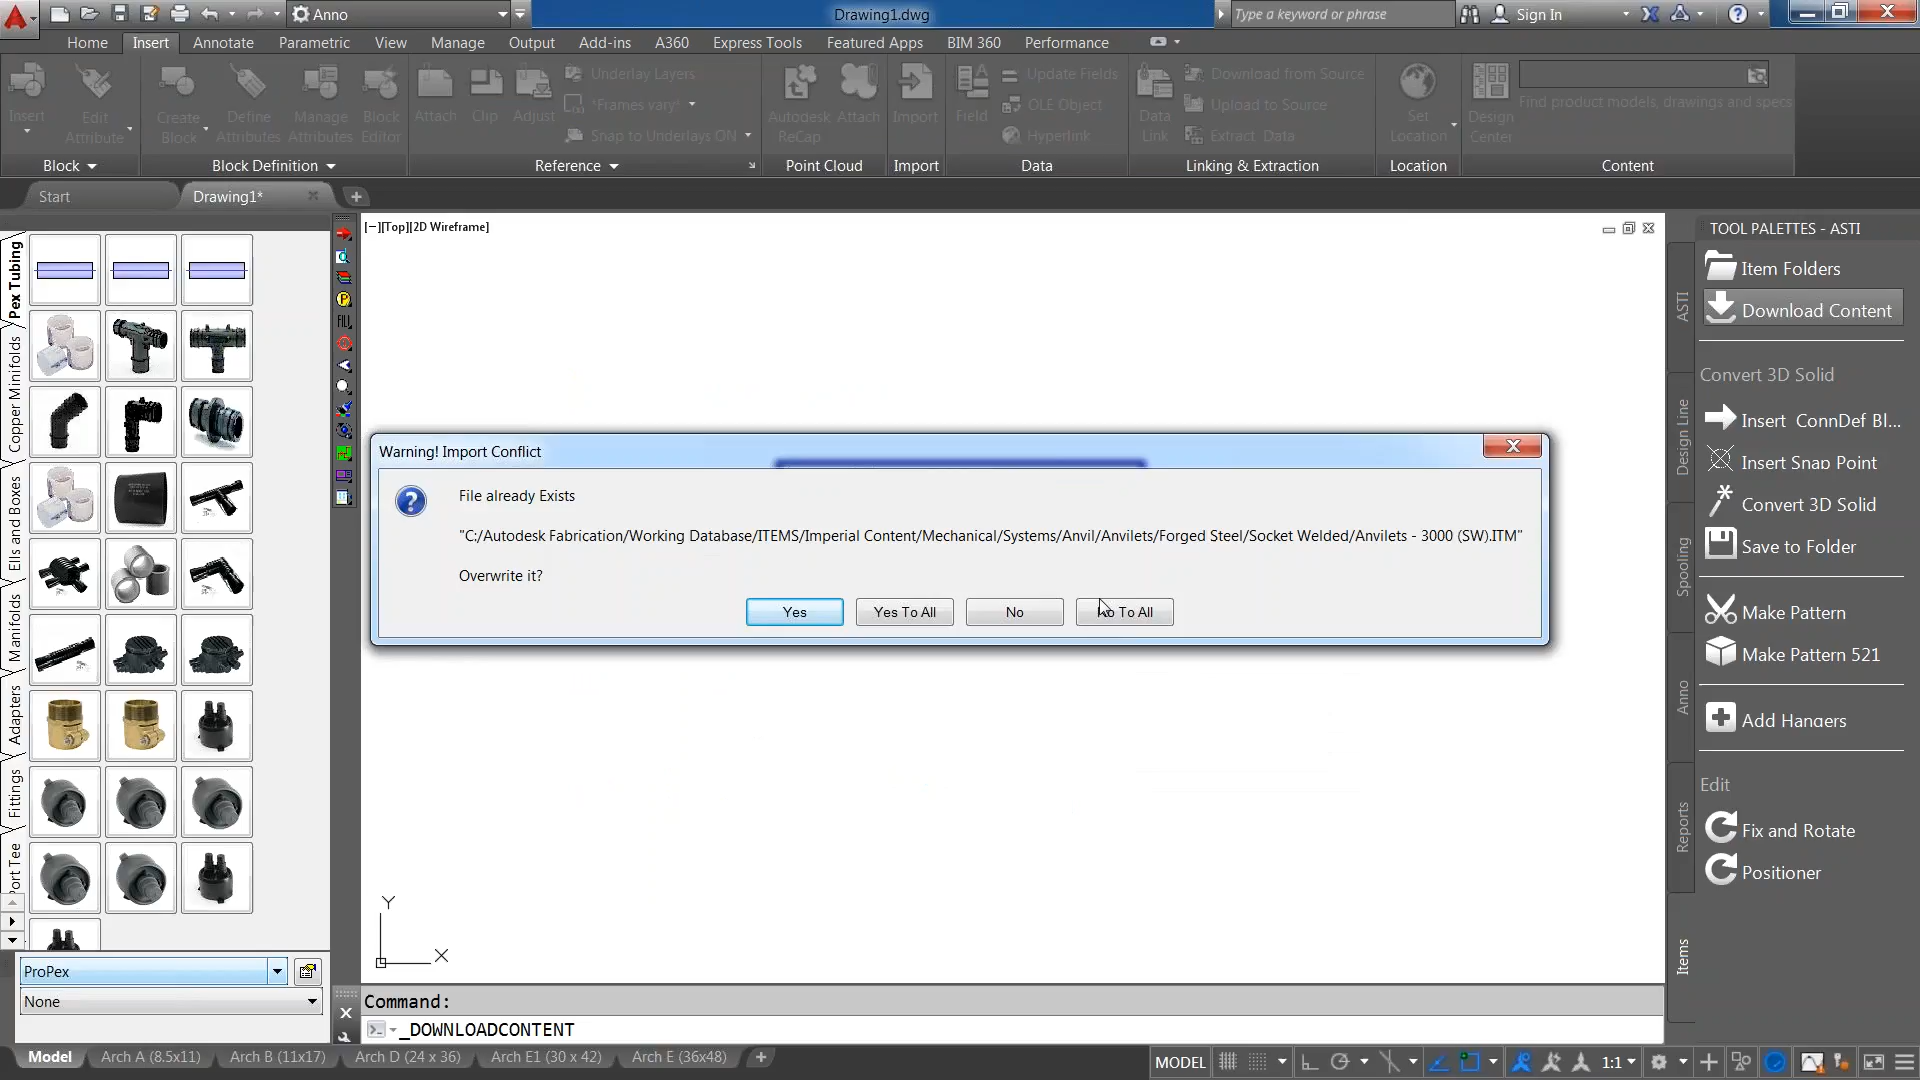 Anno
Drawing1.dwg
Type a keyword or phrase
Sign In
Home
Insert
Annotate
Parametric
View
Manage
Output
Add-ins
A360
Express Tools
Featured Apps
BIM 360
Performance
Insert
Edit
Attribute
Create
Block
Define
Attributes
Manage
Attributes
Block
Editor
Attach
Clip
Adjust
Underlay Layers
*Frames vary*
Snap to Underlays ON
Autodesk
ReCap
Attach
Import
Field
Update Fields
OLE Object
Hyperlink
Data
Link
Download from Source
Upload to Source
Extract Data
Set
Location
Design
Center
Find product models, drawings and specs
Block
Block Definition
Reference
Point Cloud
Import
Data
Linking & Extraction
Location
Content
Start
Drawing1*
[−][Top][2D Wireframe]
Pex Tubing
Copper Minifolds
Ells and Boxes
Manifolds
Adapters
Fittings
Port Tee
FILL
Warning! Import Conflict
File already Exists
"C:/Autodesk Fabrication/Working Database/ITEMS/Imperial Content/Mechanical/Systems/Anvil/Anvilets/Forged Steel/Socket Welded/Anvilets - 3000 (SW).ITM"
Overwrite it?
Yes
Yes To All
No
No To All
TOOL PALETTES - ASTI
Item Folders
Download Content
Convert 3D Solid
Insert ConnDef Bl...
Insert Snap Point
Convert 3D Solid
Save to Folder
Make Pattern
Make Pattern 521
Add Hangers
Edit
Fix and Rotate
Positioner
ASTI
Design Line
Spooling
Anno
Reports
Items
Y
X
ProPex
None
Command:
_DOWNLOADCONTENT
Model
Arch A (8.5x11)
Arch B (11x17)
Arch D (24 x 36)
Arch E1 (30 x 42)
Arch E (36x48)
MODEL
1:1